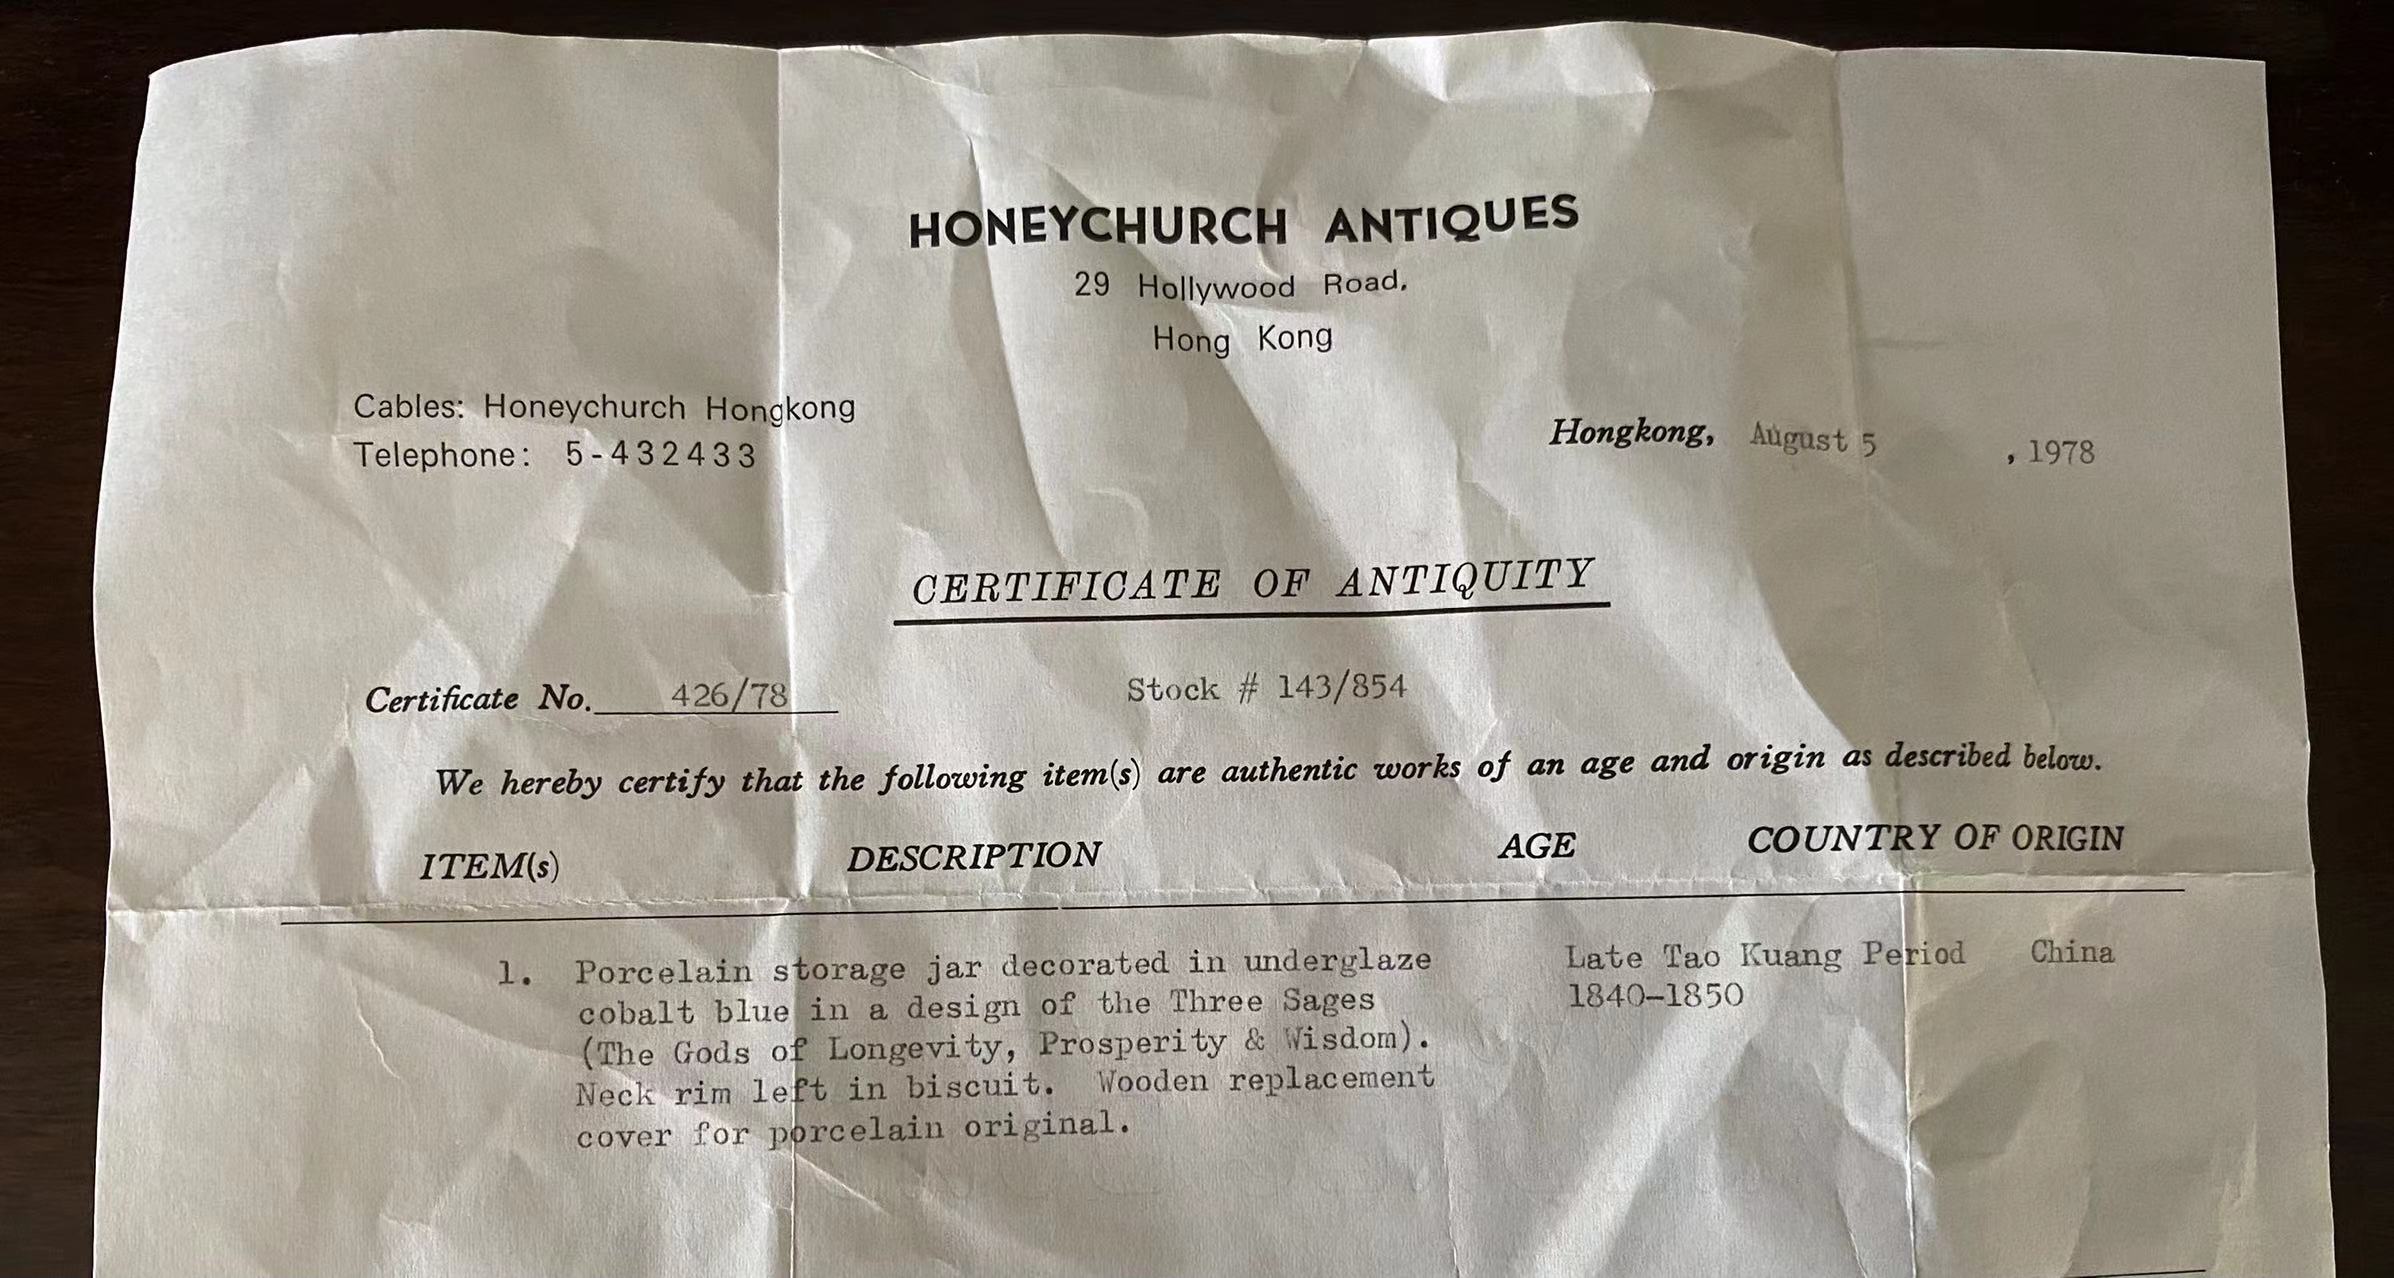 HONEYCHURCH ANTIQUES
29 Hollywood Road.
Hong Kong
Cables: Honeychurch Hongkong
Telephone: 5-432433
Hongkong, August 5 , 1978
CERTIFICATE OF ANTIQUITY
Certificate No. 426/78 Stock # 143/854
We hereby certify that the following item(s) are authentic works of an age and origin as described below.
ITEM(s) DESCRIPTION AGE COUNTRY OF ORIGIN
1. Porcelain storage jar decorated in underglaze Late Tao Kuang Period China
cobalt blue in a design of the Three Sages 1840-1850
(The Gods of Longevity, Prosperity & Wisdom).
Neck rim left in biscuit. Wooden replacement
cover for porcelain original.